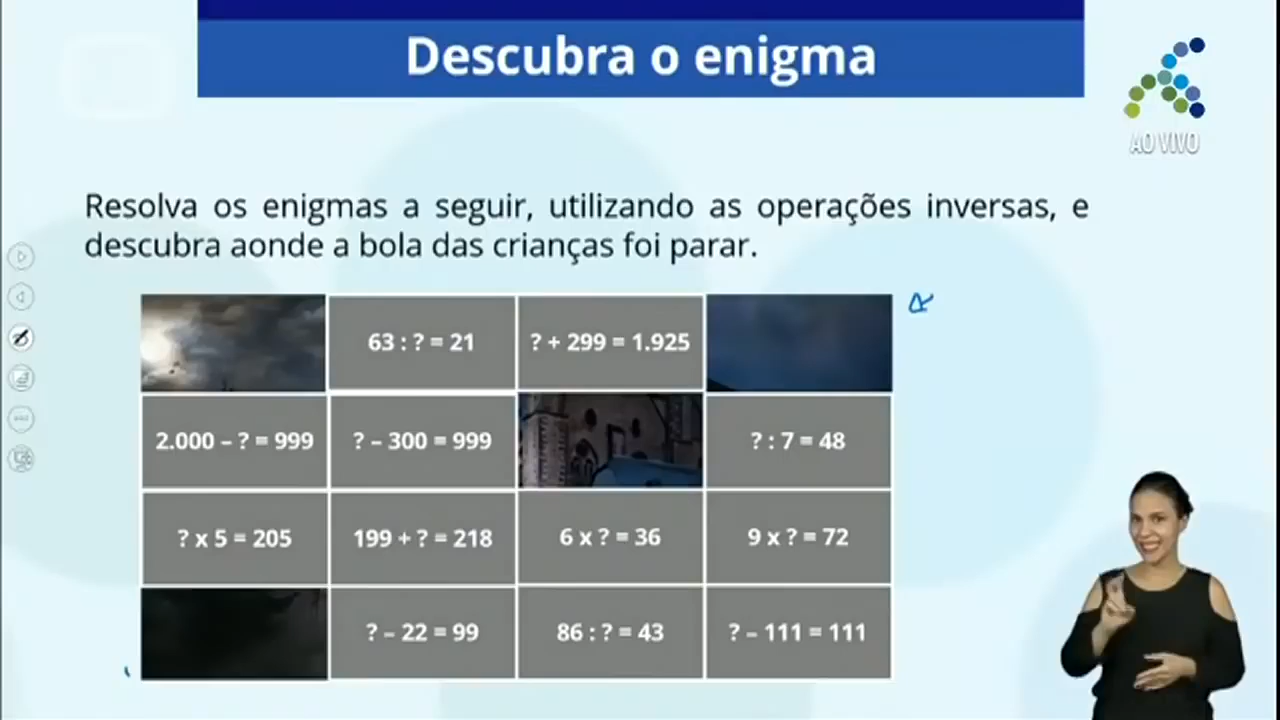 Descubra o enigma
AO VIVO
Resolva os enigmas a seguir, utilizando as operações inversas, e
descubra aonde a bola das crianças foi parar.
63 : ? = 21
? + 299 = 1.925
2.000 – ? = 999
? – 300 = 999
? : 7 = 48
? x 5 = 205
199 + ? = 218
6 x ? = 36
9 x ? = 72
? – 22 = 99
86 : ? = 43
? – 111 = 111